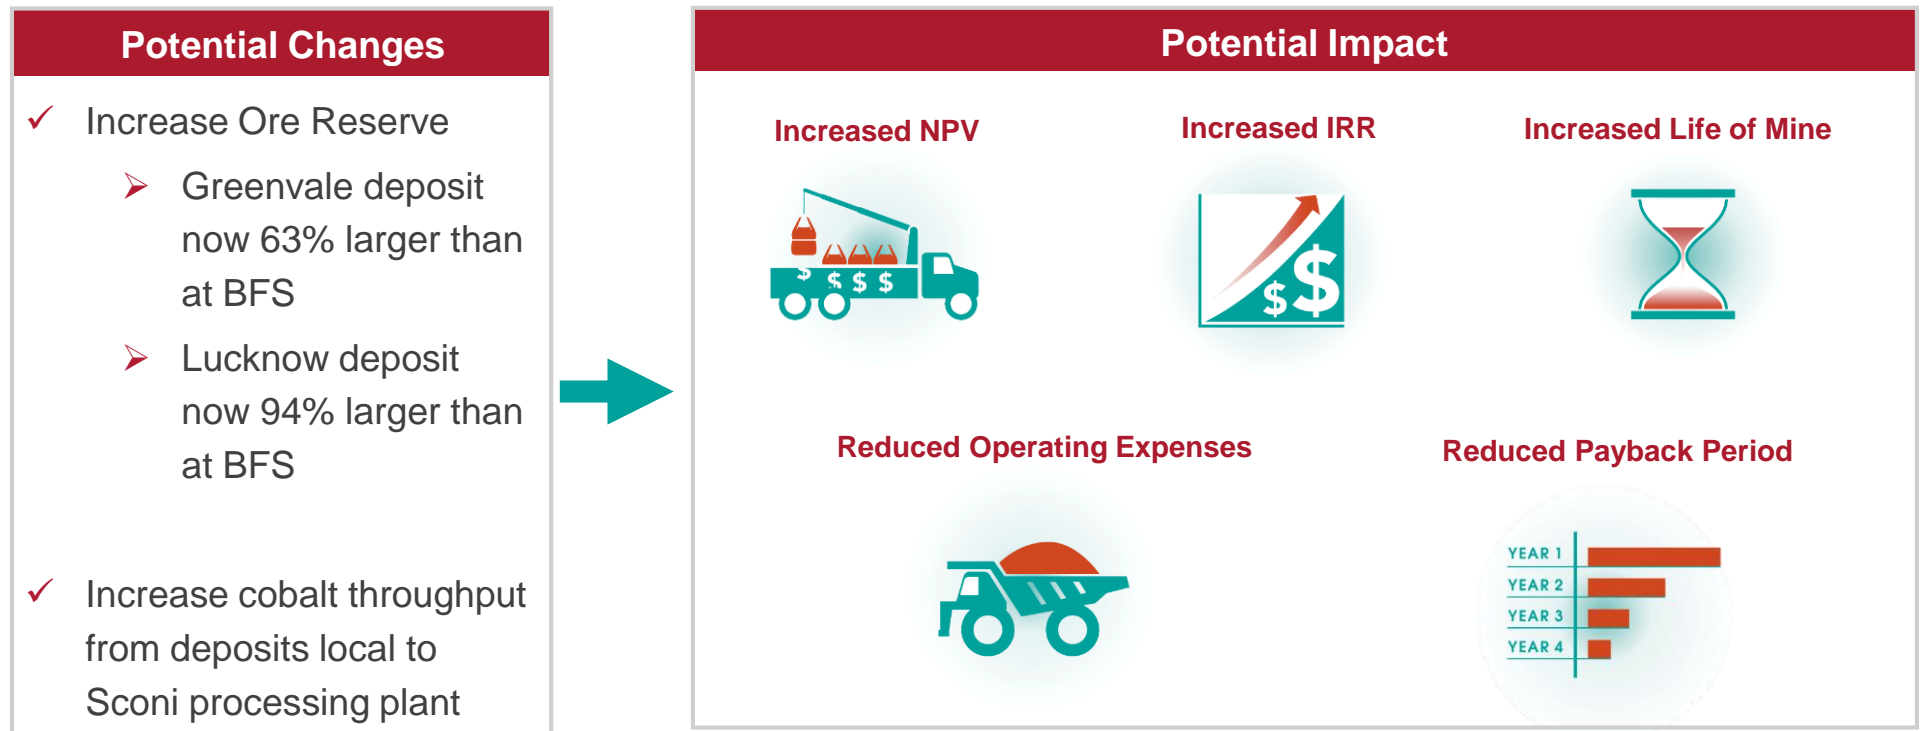 Potential Changes
Increase Ore Reserve
Greenvale deposit
now 63% larger than
at BFS
Lucknow deposit
now 94% larger than
at BFS
Increase cobalt throughput
from deposits local to
Sconi processing plant
Potential Impact
Increased NPV
$ $ $ $
Increased IRR
$ $
Increased Life of Mine
Reduced Operating Expenses
Reduced Payback Period
YEAR 1
YEAR 2
YEAR 3
YEAR 4